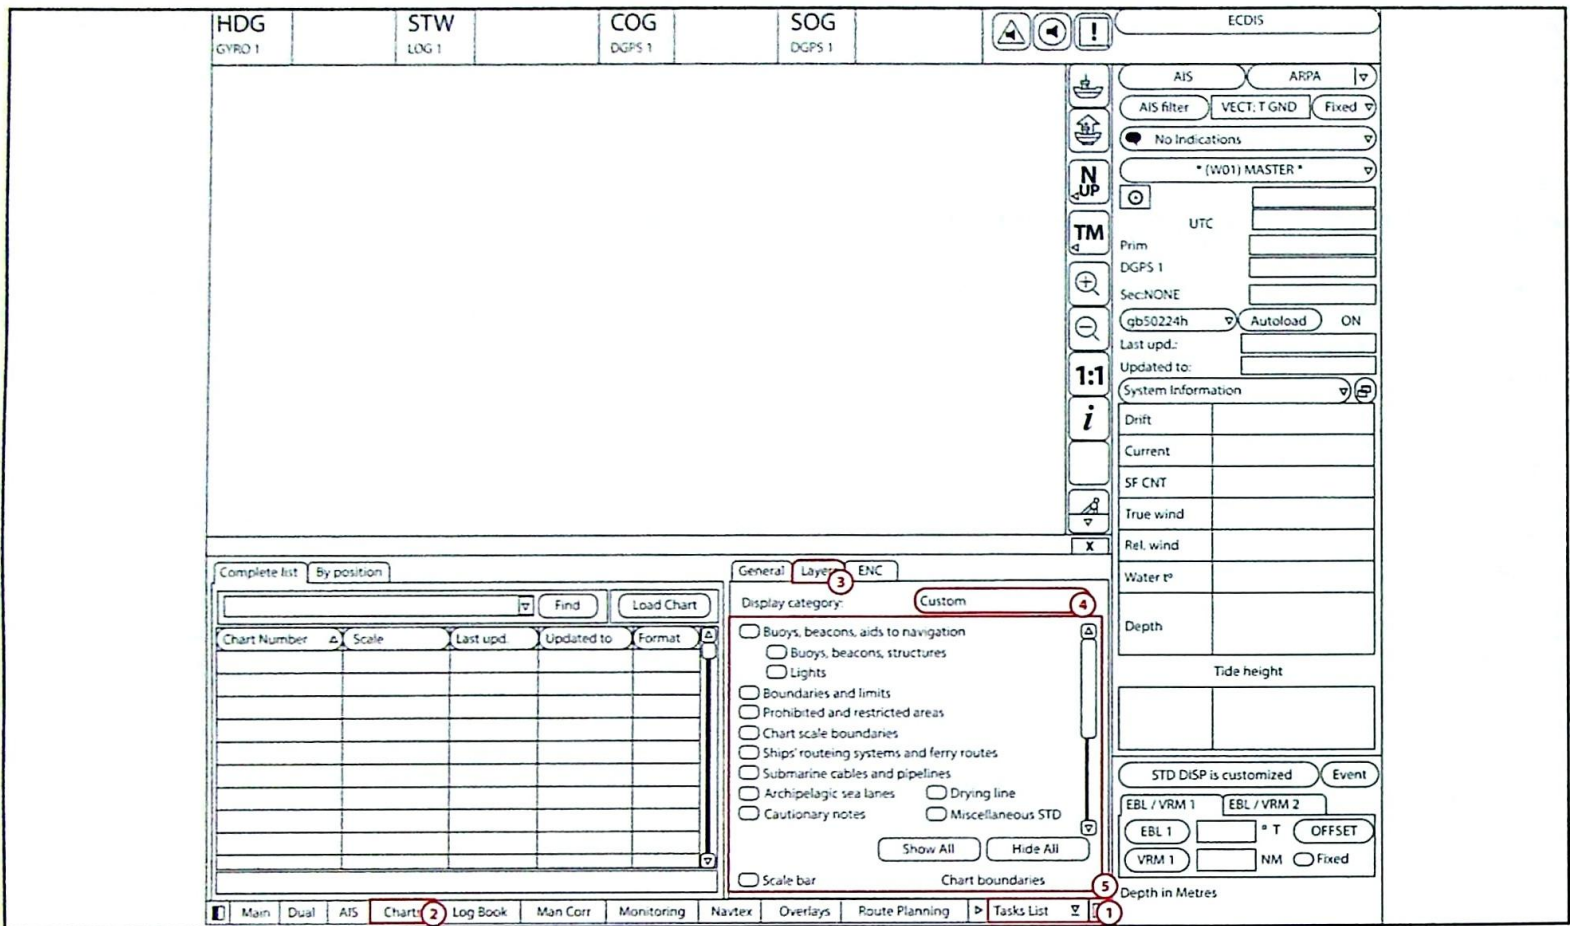 HDG STW COG SOG ! ECDIS
GYRO 1 LOG 1 DGPS 1 DGPS 1
AIS ARPA
AIS filter VECT: T GND Fixed
No Indications
* (W01) MASTER *
N
UP
UTC
TM
Prim
DGPS 1
Sec:NONE
gb50224h Autoload ON
Last upd.:
Updated to:
1:1
System Information
i
Drift
Current
SF CNT
True wind
Rel. wind
Water tº
Depth
Tide height
STD DISP is customized Event
EBL / VRM 1 EBL / VRM 2
EBL 1 ° T OFFSET
VRM 1 NM Fixed
Depth in Metres
X
Complete list By position
Find Load Chart
Chart Number Scale Last upd. Updated to Format
General Layers 3 ENC
Display category: Custom 4
Buoys, beacons, aids to navigation
Buoys, beacons, structures
Lights
Boundaries and limits
Prohibited and restricted areas
Chart scale boundaries
Ships' routeing systems and ferry routes
Submarine cables and pipelines
Archipelagic sea lanes Drying line
Cautionary notes Miscellaneous STD
Show All Hide All
Scale bar Chart boundaries 5
Main Dual AIS Charts 2 Log Book Man Corr Monitoring Navtex Overlays Route Planning Tasks List 1